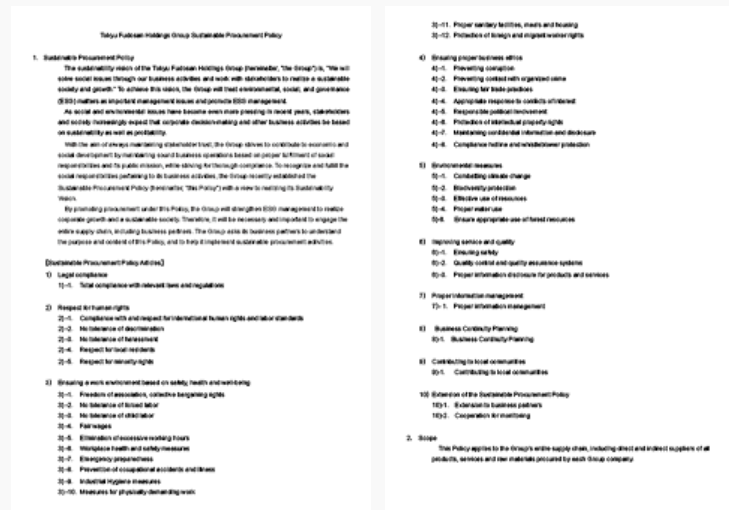 Tokyu Fudosan Holdings Group Sustainable Procurement Policy
1. Sustainable Procurement Policy
The sustainability vision of the Tokyu Fudosan Holdings Group (hereinafter, "the Group") is, "We will
solve social issues through our business activities and work with stakeholders to realize a sustainable
society and growth." To achieve this vision, the Group will treat environmental, social, and governance
(ESG) matters as important management issues and promote ESG management.
As social and environmental issues have become even more pressing in recent years, stakeholders
and society increasingly expect that corporate decision-making and other business activities be based
on sustainability as well as profitability.
With the aim of always maintaining stakeholder trust, the Group strives to contribute to economic and
social development by maintaining sound business operations based on proper fulfillment of social
responsibilities and its public mission, while striving for thorough compliance. To recognize and fulfill the
social responsibilities pertaining to its business activities, the Group recently established the
Sustainable Procurement Policy (hereinafter, "this Policy") with a view to realizing its Sustainability
Vision.
By promoting procurement under this Policy, the Group will strengthen ESG management to realize
corporate growth and a sustainable society. Therefore, it will be necessary and important to engage the
entire supply chain, including business partners. The Group asks its business partners to understand
the purpose and content of this Policy, and to help it implement sustainable procurement activities.
[Sustainable Procurement Policy Articles]
1) Legal compliance
1)-1. Total compliance with relevant laws and regulations
2) Respect for human rights
2)-1. Compliance with and respect for international human rights and labor standards
2)-2. No tolerance of discrimination
2)-3. No tolerance of harassment
2)-4. Respect for local residents
2)-5. Respect for minority rights
3) Ensuring a work environment based on safety, health and well-being
3)-1. Freedom of association, collective bargaining rights
3)-2. No tolerance of forced labor
3)-3. No tolerance of child labor
3)-4. Fair wages
3)-5. Elimination of excessive working hours
3)-6. Workplace health and safety measures
3)-7. Emergency preparedness
3)-8. Prevention of occupational accidents and illness
3)-9. Industrial Hygiene measures
3)-10. Measures for physically demanding work
3)-11. Proper sanitary facilities, meals and housing
3)-12. Protection of foreign and migrant worker rights
4) Ensuring proper business ethics
4)-1. Preventing corruption
4)-2. Preventing contact with organized crime
4)-3. Ensuring fair trade practices
4)-4. Appropriate response to conflicts of interest
4)-5. Responsible political involvement
4)-6. Protection of intellectual property rights
4)-7. Maintaining confidential information and disclosure
4)-8. Compliance hotline and whistleblower protection
5) Environmental measures
5)-1. Combatting climate change
5)-2. Biodiversity protection
5)-3. Effective use of resources
5)-4. Proper water use
5)-5. Ensure appropriate use of forest resources
6) Improving service and quality
6)-1. Ensuring safety
6)-2. Quality control and quality assurance systems
6)-3. Proper information disclosure for products and services
7) Proper information management
7)-1. Proper information management
8) Business Continuity Planning
8)-1. Business Continuity Planning
9) Contributing to local communities
9)-1. Contributing to local communities
10) Extension of the Sustainable Procurement Policy
10)-1. Extension to business partners
10)-2. Cooperation for monitoring
2. Scope
This Policy applies to the Group's entire supply chain, including direct and indirect suppliers of all
products, services and raw materials procured by each Group company.